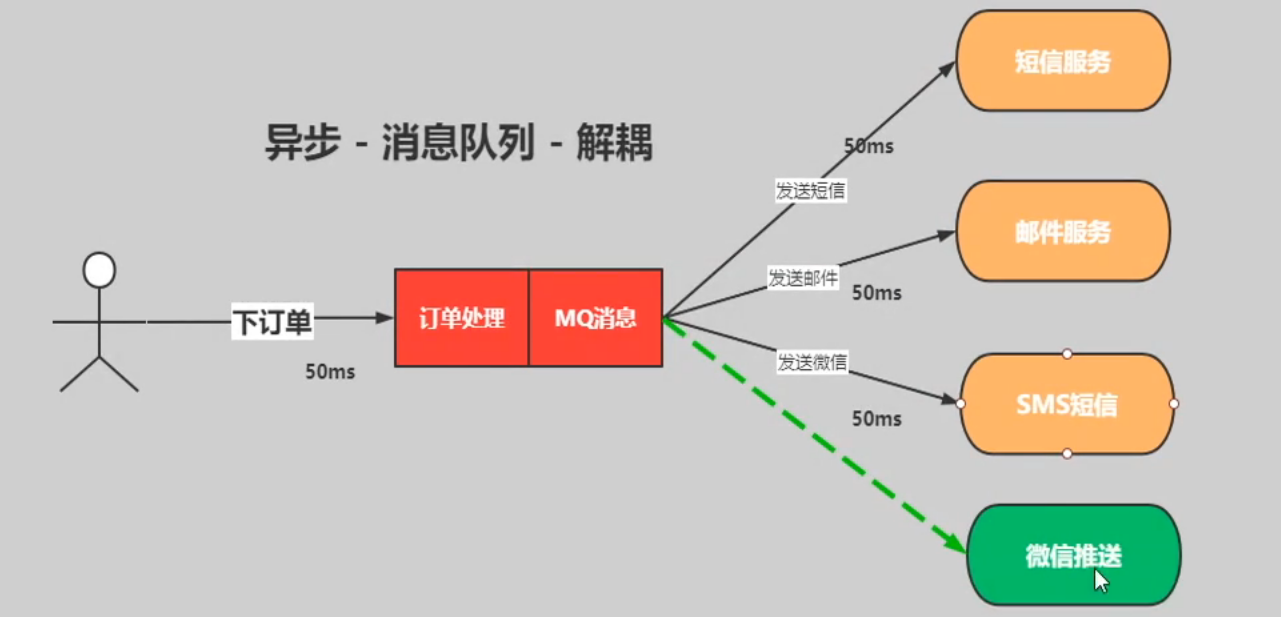 异步 - 消息队列 - 解耦
下订单
50ms
订单处理
MQ消息
发送短信
50ms
短信服务
发送邮件
50ms
邮件服务
发送微信
50ms
SMS短信
微信推送